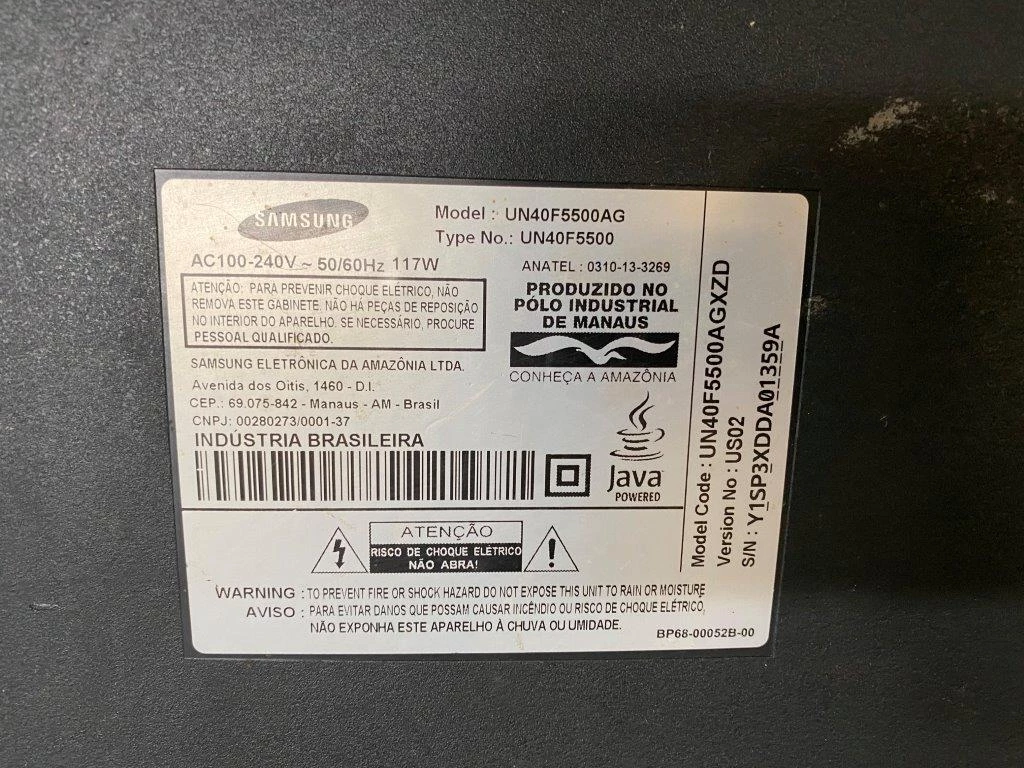 SAMSUNG
Model : UN40F5500AG
Type No.: UN40F5500
AC100-240V ~ 50/60Hz 117W
ANATEL : 0310-13-3269
ATENÇÃO: PARA PREVENIR CHOQUE ELÉTRICO, NÃO
REMOVA ESTE GABINETE. NÃO HÁ PEÇAS DE REPOSIÇÃO
NO INTERIOR DO APARELHO. SE NECESSÁRIO, PROCURE
PESSOAL QUALIFICADO.
PRODUZIDO NO
PÓLO INDUSTRIAL
DE MANAUS
CONHEÇA A AMAZÔNIA
SAMSUNG ELETRÔNICA DA AMAZÔNIA LTDA.
Avenida dos Oitis, 1460 - D.I.
CEP.: 69.075-842 - Manaus - AM - Brasil
CNPJ: 00280273/0001-37
INDÚSTRIA BRASILEIRA
Java
POWERED
ATENÇÃO
RISCO DE CHOQUE ELÉTRICO
NÃO ABRA!
WARNING : TO PREVENT FIRE OR SHOCK HAZARD DO NOT EXPOSE THIS UNIT TO RAIN OR MOISTURE
AVISO : PARA EVITAR DANOS QUE POSSAM CAUSAR INCÊNDIO OU RISCO DE CHOQUE ELÉTRICO,
NÃO EXPONHA ESTE APARELHO À CHUVA OU UMIDADE.
BP68-00052B-00
Model Code : UN40F5500AGXZD
Version No : US02
S/N : Y1SP3XDDA01359A